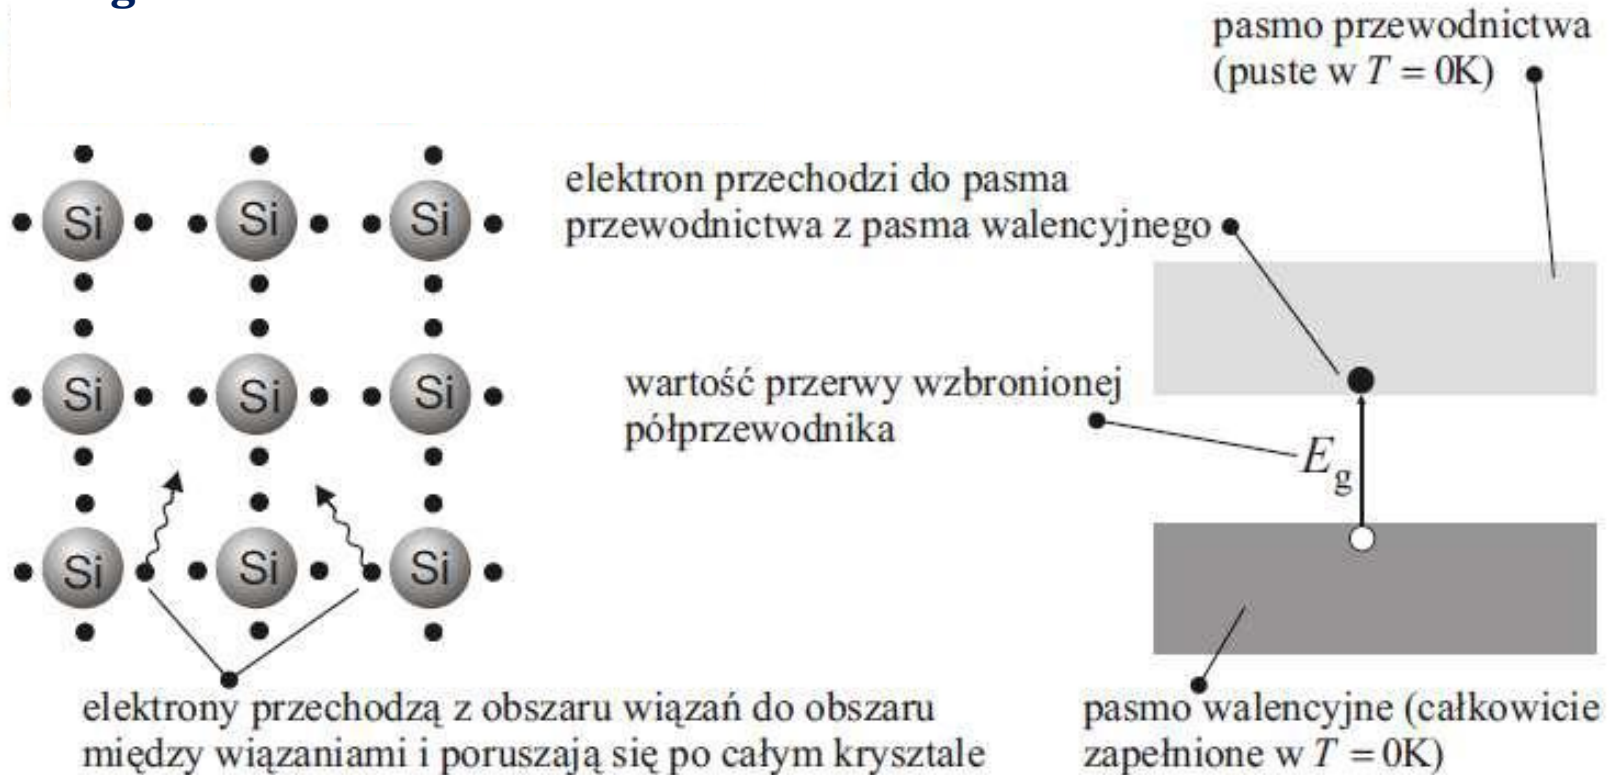 pasmo przewodnictwa
(puste w T = 0K)
elektron przechodzi do pasma
przewodnictwa z pasma walencyjnego
Si Si Si
wartość przerwy wzbronionej
półprzewodnika
Si Si Si
E_g
Si Si Si
elektrony przechodzą z obszaru wiązań do obszaru
między wiązaniami i poruszają się po całym krysztale
pasmo walencyjne (całkowicie
zapełnione w T = 0K)